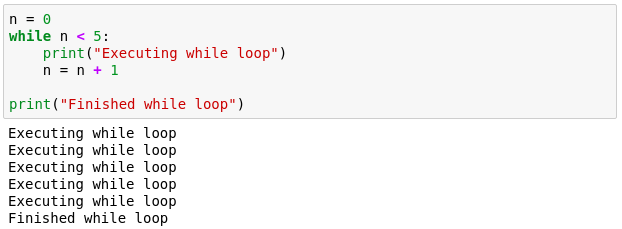 n = 0
while n < 5:
    print("Executing while loop")
    n = n + 1

print("Finished while loop")
Executing while loop
Executing while loop
Executing while loop
Executing while loop
Executing while loop
Finished while loop